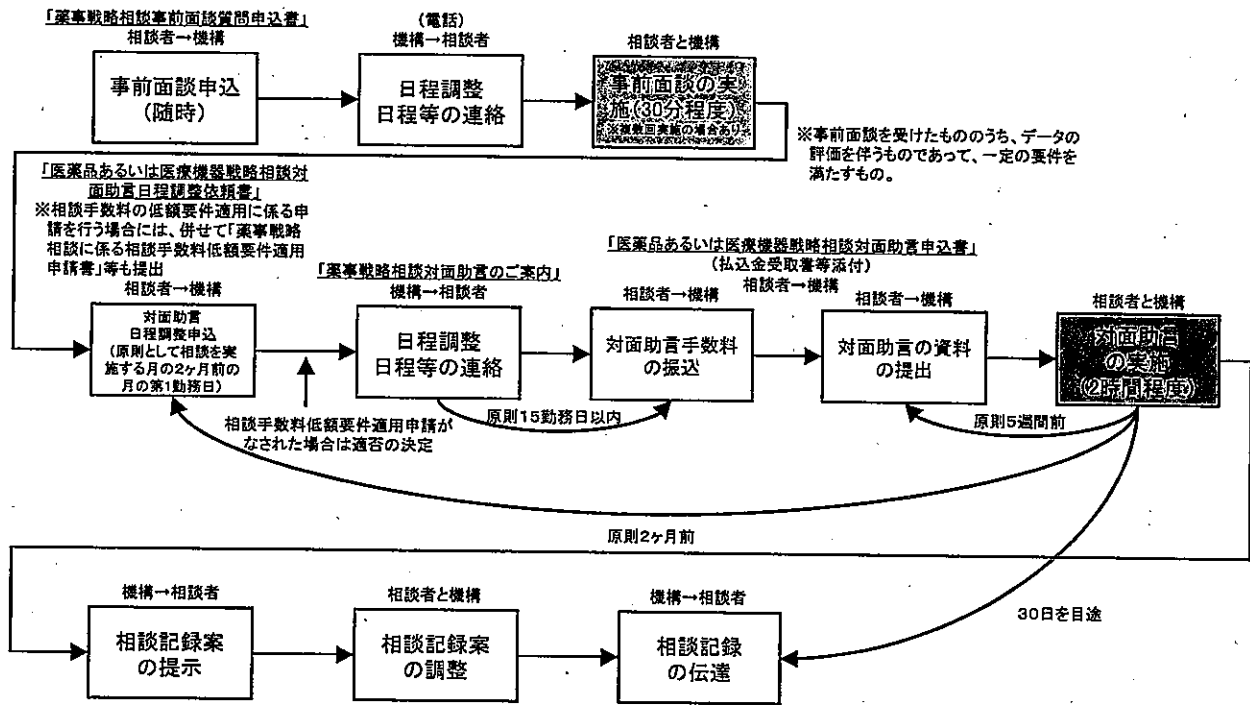 「薬事戦略相談事前面談質問申込書」
相談者→機構
事前面談申込
(随時)
(電話)
機構→相談者
日程調整
日程等の連絡
相談者と機構
事前面談の実
施(30分程度)
※複数回実施の場合あり
※事前面談を受けたもののうち、データの
評価を伴うものであって、一定の要件を
満たすもの。
「医薬品あるいは医療機器戦略相談対
面助言日程調整依頼書」
※相談手数料の低額要件適用に係る申
請を行う場合には、併せて「薬事戦略
相談に係る相談手数料低額要件適用
申請書」等も提出
相談者→機構
対面助言
日程調整申込
(原則として相談を実
施する月の2ヶ月前の
月の第1勤務日)
相談手数料低額要件適用申請が
なされた場合は適否の決定
「薬事戦略相談対面助言のご案内」
機構→相談者
日程調整
日程等の連絡
原則15勤務日以内
「医薬品あるいは医療機器戦略相談対面助言申込書」
(払込金受取書等添付)
相談者→機構
相談者→機構
対面助言手数料
の振込
相談者→機構
対面助言の資料
の提出
原則5週間前
相談者と機構
対面助言
の実施
(2時間程度)
原則2ヶ月前
30日を目途
機構→相談者
相談記録案
の提示
相談者と機構
相談記録案
の調整
機構→相談者
相談記録
の伝達